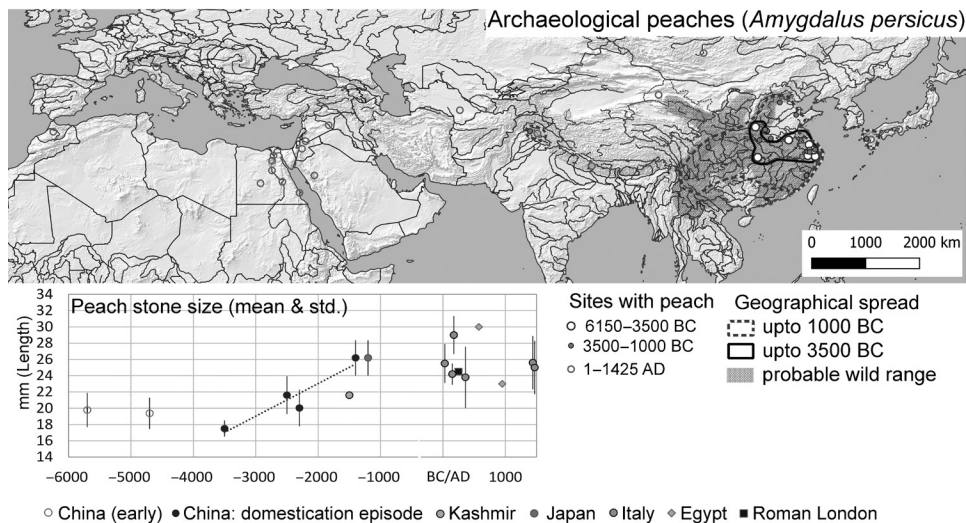 Archaeological peaches (Amygdalus persicus)
0 1000 2000 km
Peach stone size (mean & std.)
mm (Length)
34
32
30
28
26
24
22
20
18
16
14
−6000 −5000 −4000 −3000 −2000 −1000 BC/AD 1000
Sites with peach
6150–3500 BC
3500–1000 BC
1–1425 AD
Geographical spread
upto 1000 BC
upto 3500 BC
probable wild range
China (early) China: domestication episode Kashmir Japan Italy Egypt Roman London